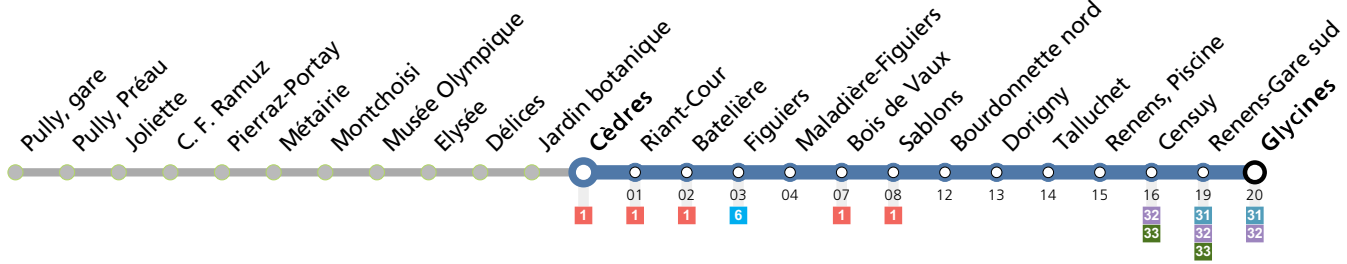 Pully, gare
Pully, Préau
Joliette
C. F. Ramuz
Pierraz-Portay
Métairie
Montchoisi
Musée Olympique
Elysée
Délices
Jardin botanique
Cèdres
Riant-Cour
Batelière
Figuiers
Maladière-Figuiers
Bois de Vaux
Sablons
Bourdonnette nord
Dorigny
Talluchet
Renens, Piscine
Censuy
Renens-Gare sud
Glycines
01 02 03 04 07 08 12 13 14 15 16 19 20
1 1 1 6 1 1 32 31 31
33 32 32
33